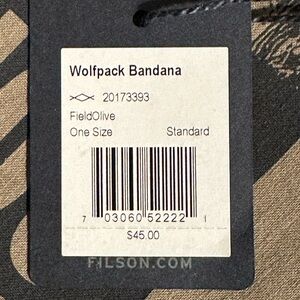 Wolfpack Bandana
20173393
FieldOlive
One Size Standard
7 03060 52222 1
$45.00
FILSON.COM